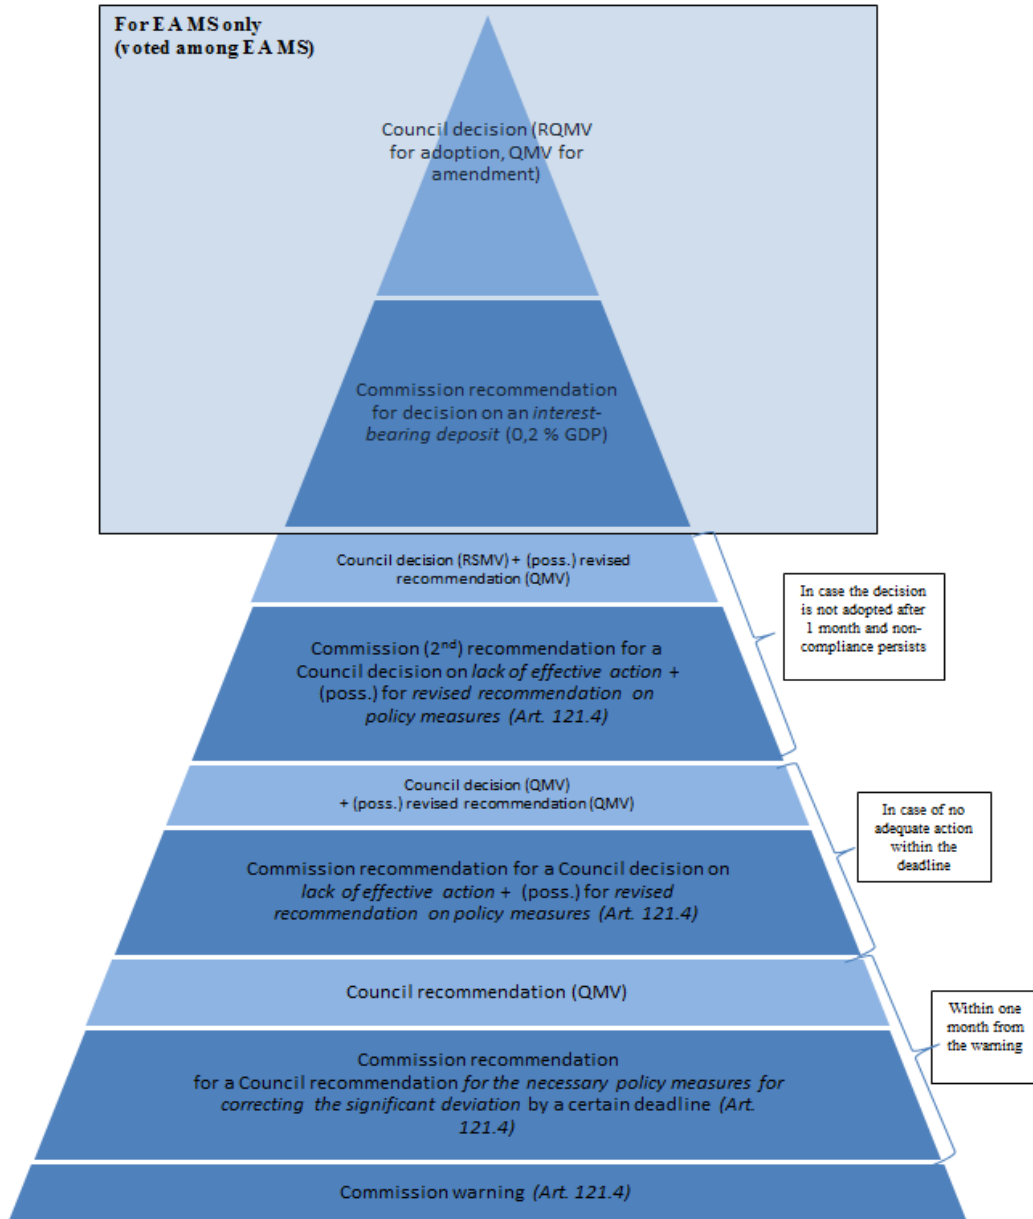 For EA MS only
(voted among EA MS)
Council decision (RQMV
for adoption, QMV for
amendment)
Commission recommendation
for decision on an interest-
bearing deposit (0,2 % GDP)
Council decision (RSMV) + (poss.) revised
recommendation (QMV)
In case the decision
is not adopted after
1 month and non-
compliance persists
Commission (2nd) recommendation for a
Council decision on lack of effective action +
(poss.) for revised recommendation on
policy measures (Art. 121.4)
Council decision (QMV)
+ (poss.) revised recommendation (QMV)
In case of no
adequate action
within the
deadline
Commission recommendation for a Council decision on
lack of effective action + (poss.) for revised
recommendation on policy measures (Art. 121.4)
Council recommendation (QMV)
Within one
month from
the warning
Commission recommendation
for a Council recommendation for the necessary policy measures for
correcting the significant deviation by a certain deadline (Art.
121.4)
Commission warning (Art. 121.4)